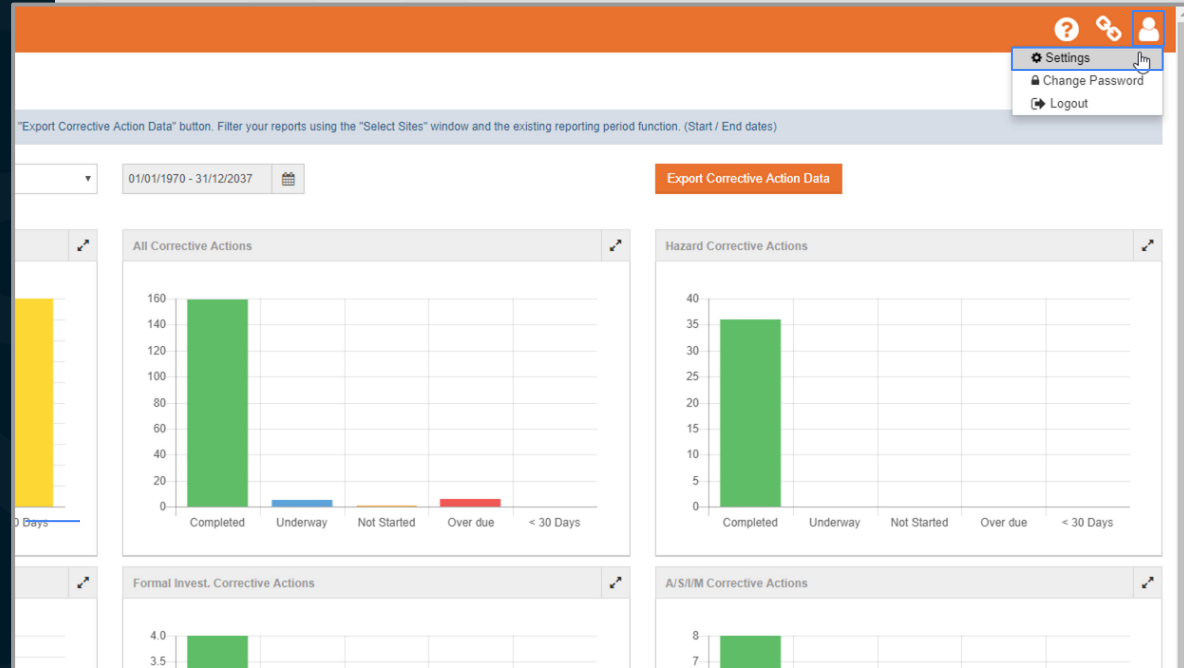 ?
Settings
Change Password
Logout
"Export Corrective Action Data" button. Filter your reports using the "Select Sites" window and the existing reporting period function. (Start / End dates)
01/01/1970 - 31/12/2037
Export Corrective Action Data
All Corrective Actions
160
140
120
100
80
60
40
20
0
Completed Underway Not Started Over due < 30 Days
Hazard Corrective Actions
40
35
30
25
20
15
10
5
0
Completed Underway Not Started Over due < 30 Days
0 Days
Formal Invest. Corrective Actions
4.0
3.5
A/S/I/M Corrective Actions
8
7